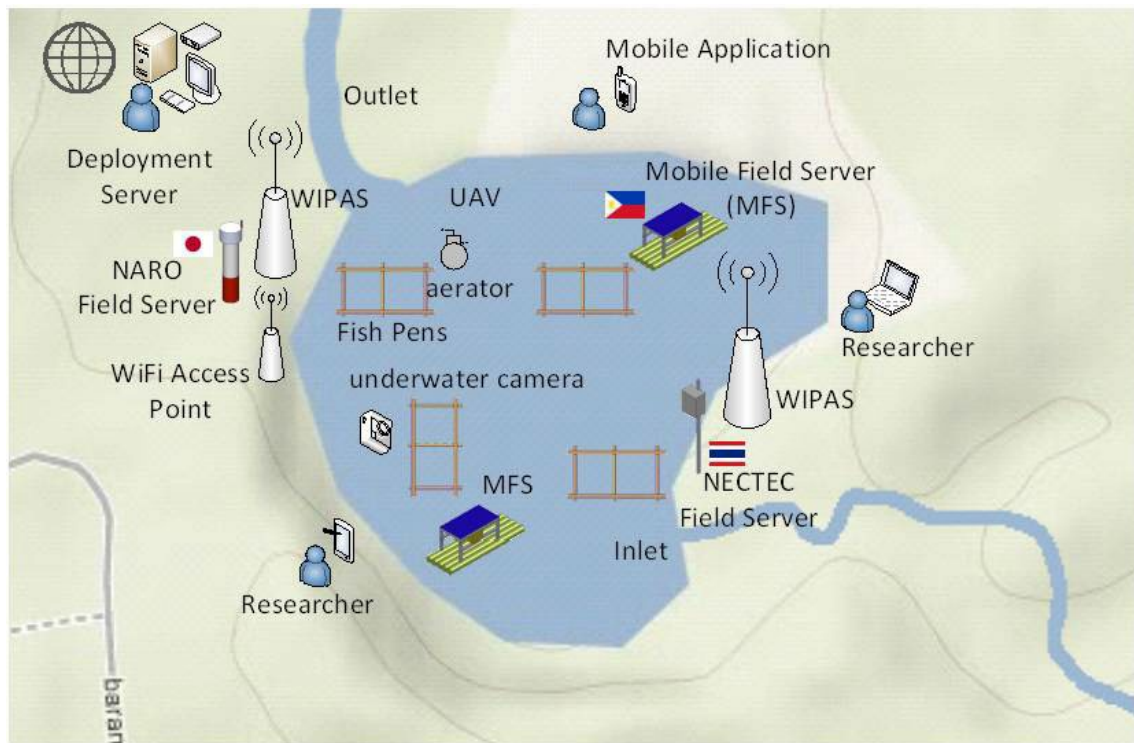 Mobile Application
Outlet
Deployment
Server
WIPAS
UAV
Mobile Field Server
(MFS)
NARO
Field Server
aerator
Fish Pens
Researcher
WiFi Access
Point
underwater camera
WIPAS
MFS
NECTEC
Field Server
Inlet
Researcher
baran